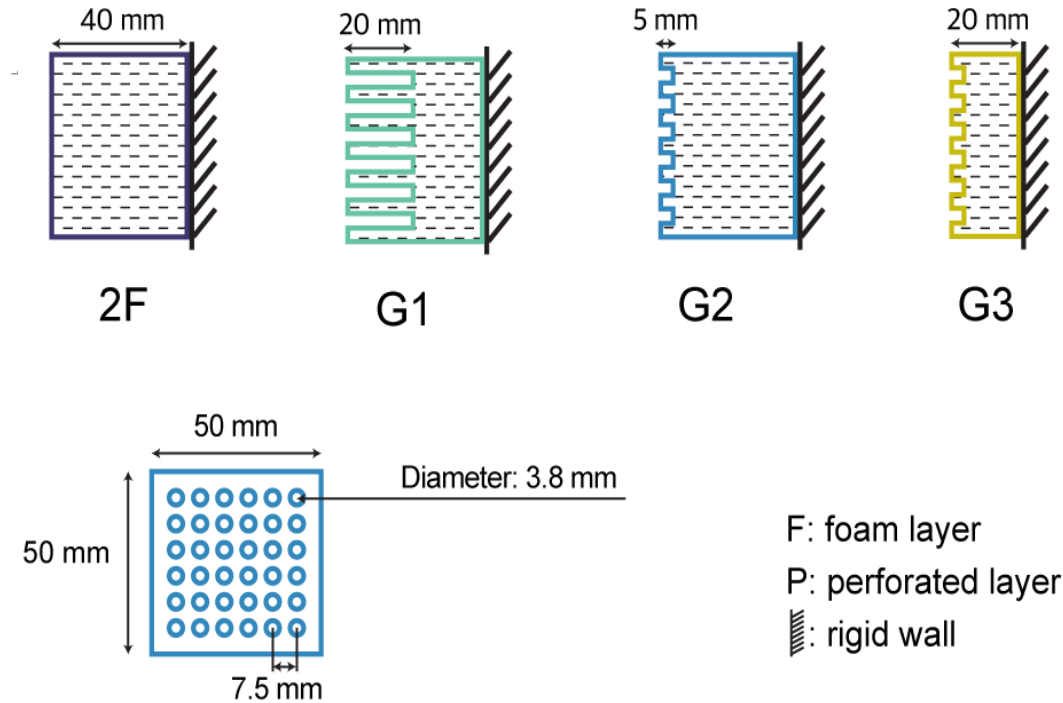 40 mm
20 mm
5 mm
20 mm
2F
G1
G2
G3
50 mm
Diameter: 3.8 mm
50 mm
7.5 mm
F: foam layer
P: perforated layer
: rigid wall